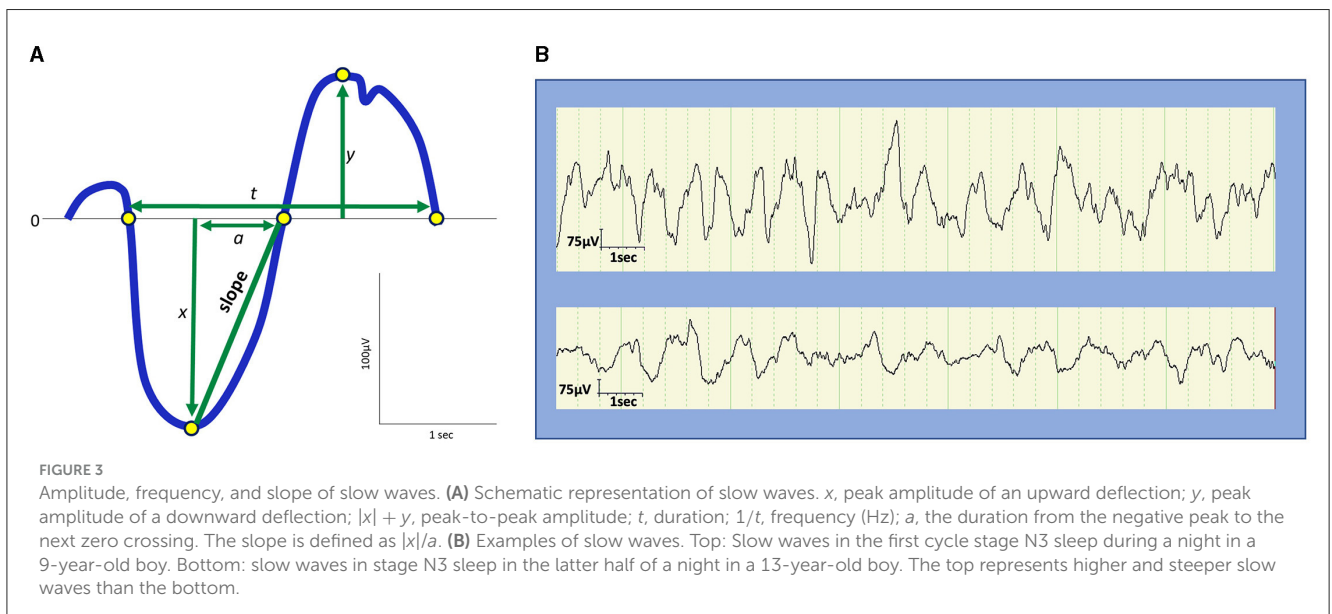 A
B
y
t
0
a
slope
x
100μV
1 sec
75μV
1sec
75μV
1sec
FIGURE 3
Amplitude, frequency, and slope of slow waves. (A) Schematic representation of slow waves. x, peak amplitude of an upward deflection; y, peak
amplitude of a downward deflection; |x| + y, peak-to-peak amplitude; t, duration; 1/t, frequency (Hz); a, the duration from the negative peak to the
next zero crossing. The slope is defined as |x|/a. (B) Examples of slow waves. Top: Slow waves in the first cycle stage N3 sleep during a night in a
9-year-old boy. Bottom: slow waves in stage N3 sleep in the latter half of a night in a 13-year-old boy. The top represents higher and steeper slow
waves than the bottom.